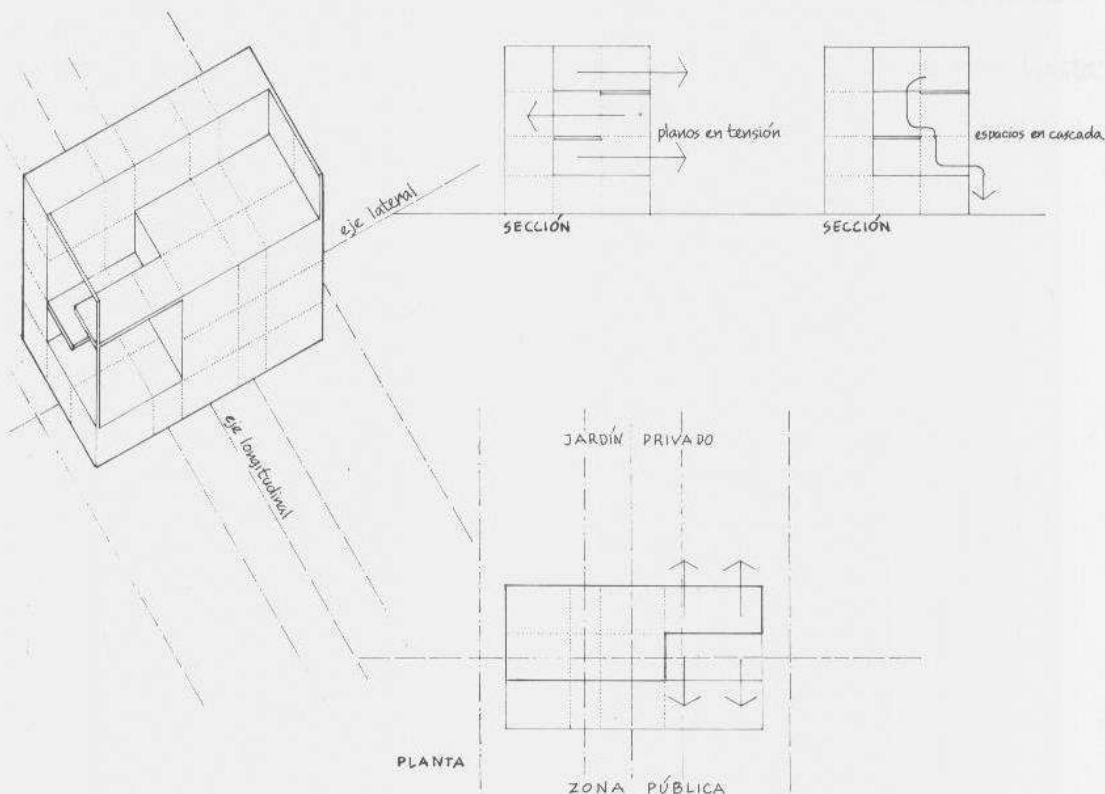 eje lateral
planos en tensión
espacios en cascada
SECCIÓN
SECCIÓN
eje longitudinal
JARDÍN PRIVADO
PLANTA
ZONA PÚBLICA